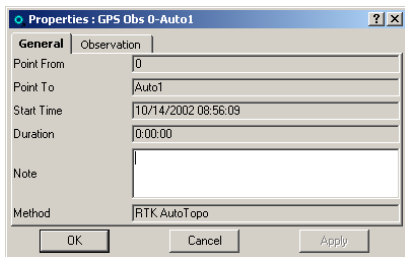 Properties : GPS Obs 0-Auto1
General Observation
Point From 0
Point To Auto1
Start Time 10/14/2002 08:56:09
Duration 0:00:00
Note
Method RTK AutoTopo
OK Cancel Apply